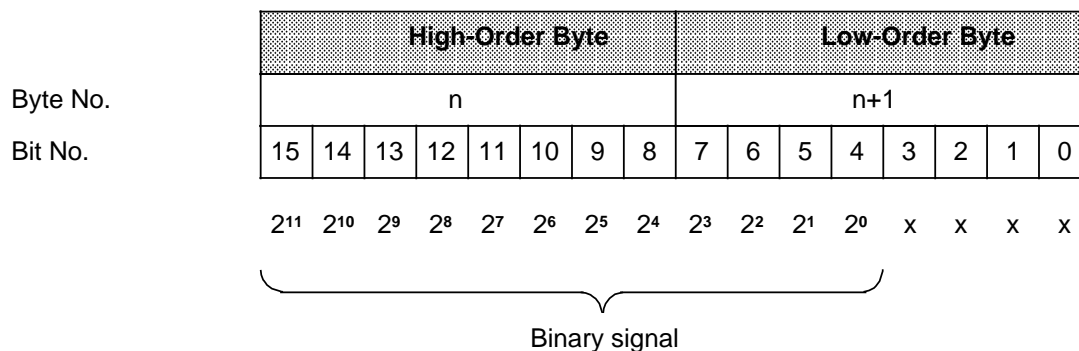 High-Order Byte Low-Order Byte
Byte No. n n+1
Bit No. 15 14 13 12 11 10 9 8 7 6 5 4 3 2 1 0
2¹¹ 2¹⁰ 2⁹ 2⁸ 2⁷ 2⁶ 2⁵ 2⁴ 2³ 2² 2¹ 2⁰ x x x x
Binary signal